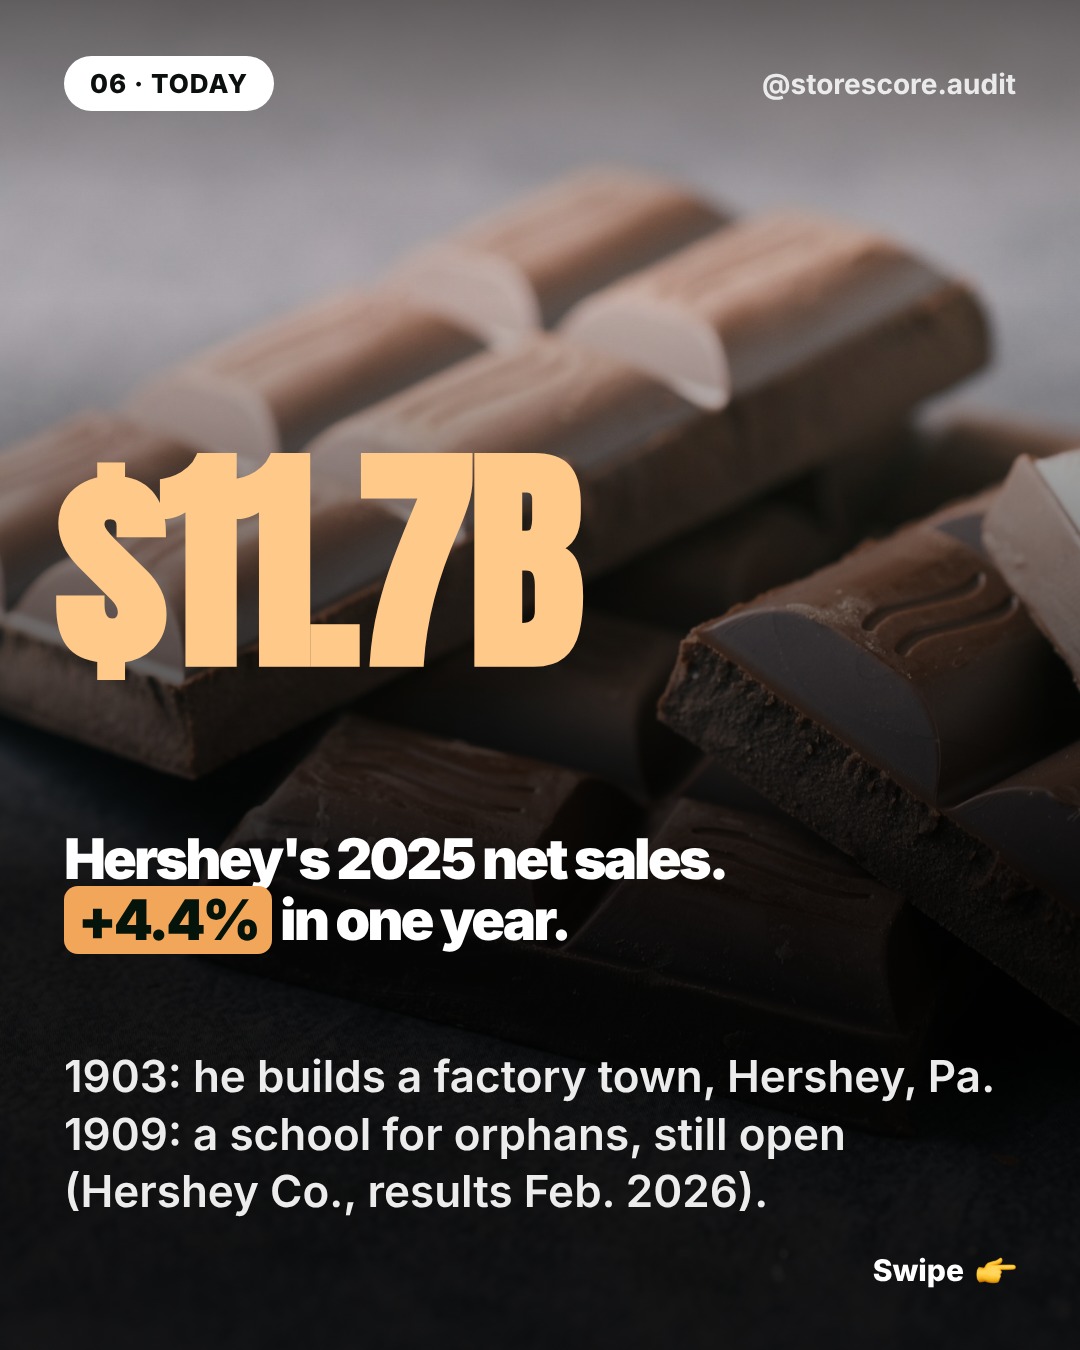 06 · TODAY
@storescore.audit
$11.7B
Hershey's 2025 net sales.
+4.4% in one year.
1903: he builds a factory town, Hershey, Pa.
1909: a school for orphans, still open
(Hershey Co., results Feb. 2026).
Swipe 👉